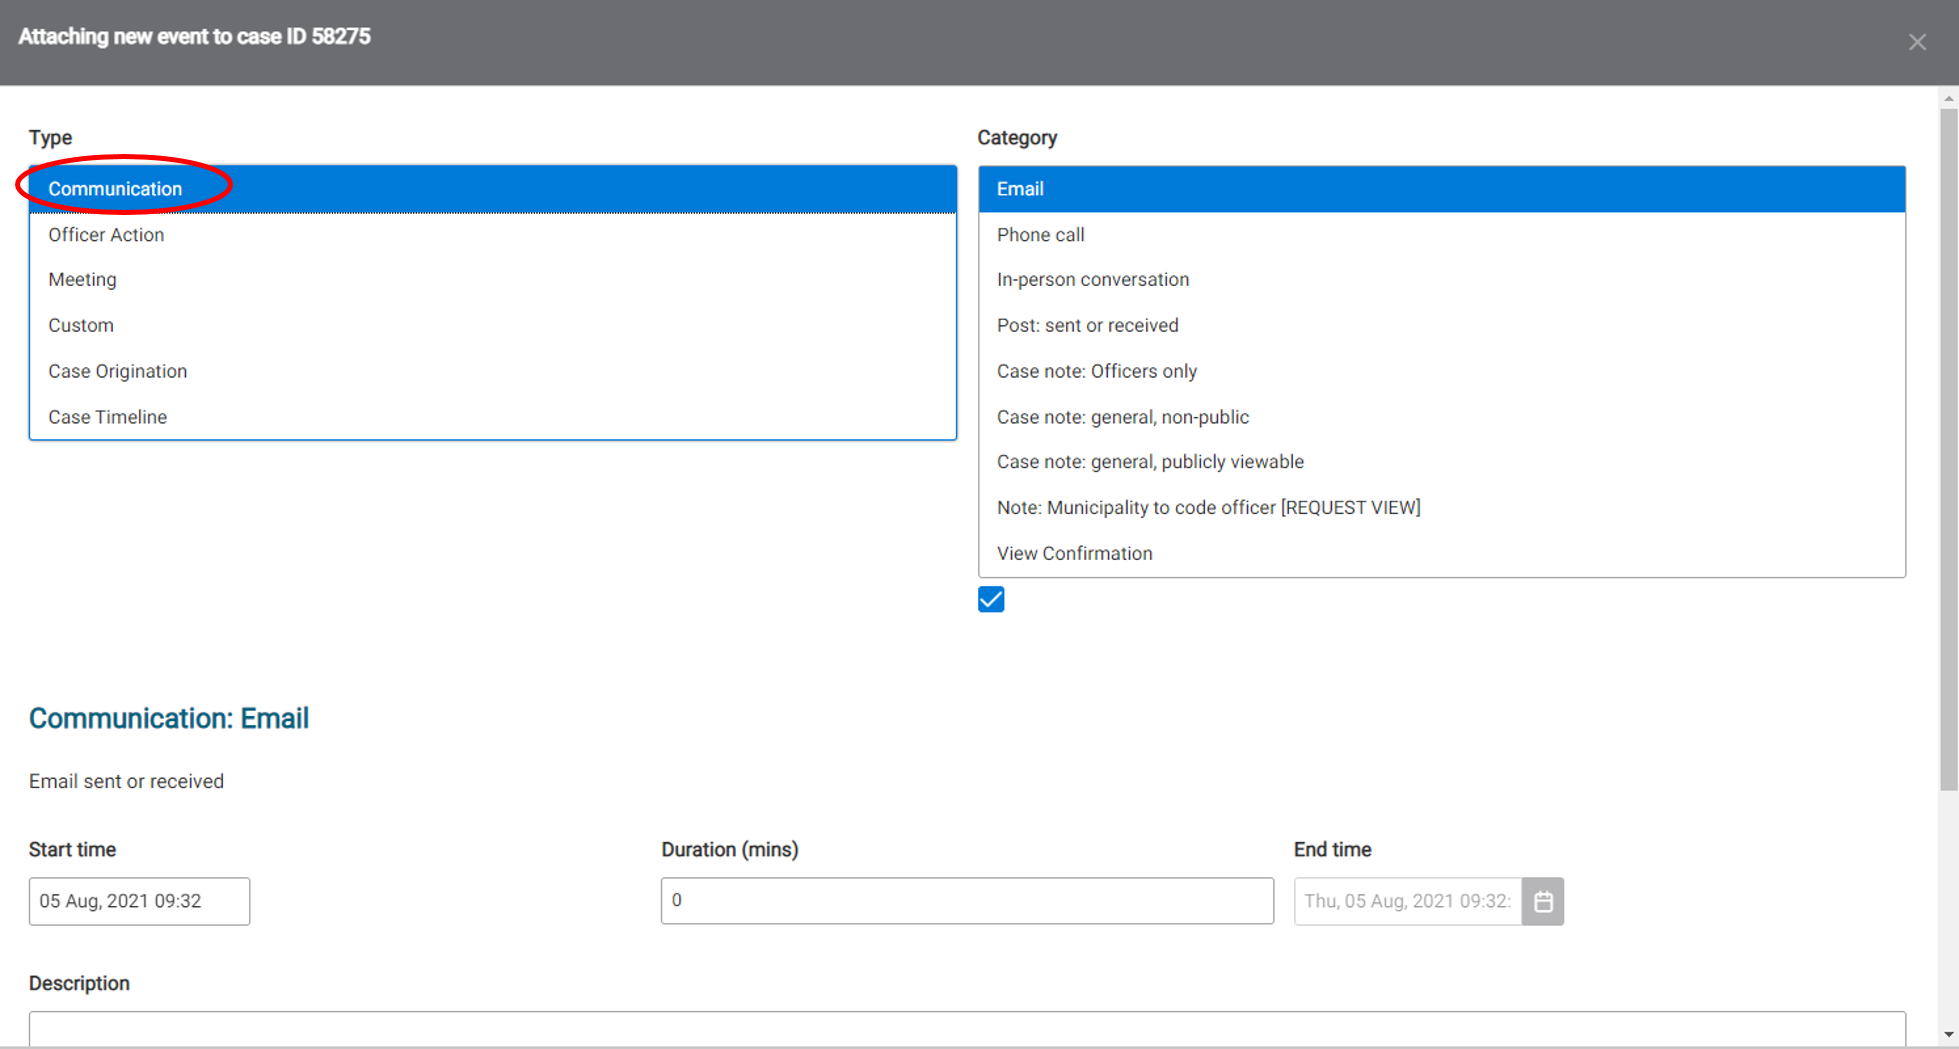 Attaching new event to case ID 58275
Type
Communication
Officer Action
Meeting
Custom
Case Origination
Case Timeline
Category
Email
Phone call
In-person conversation
Post: sent or received
Case note: Officers only
Case note: general, non-public
Case note: general, publicly viewable
Note: Municipality to code officer [REQUEST VIEW]
View Confirmation
Communication: Email
Email sent or received
Start time
05 Aug, 2021 09:32
Duration (mins)
0
End time
Thu, 05 Aug, 2021 09:32:
Description